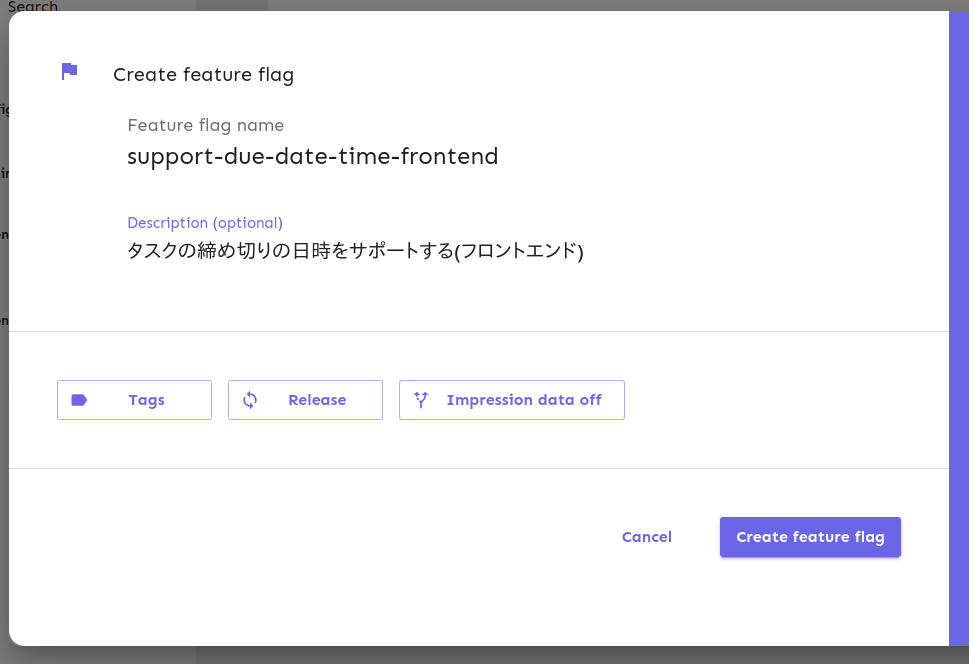 Search
Create feature flag
Feature flag name
support-due-date-time-frontend
Description (optional)
タスクの締め切りの日時をサポートする(フロントエンド)
Tags
Release
Impression data off
Cancel
Create feature flag